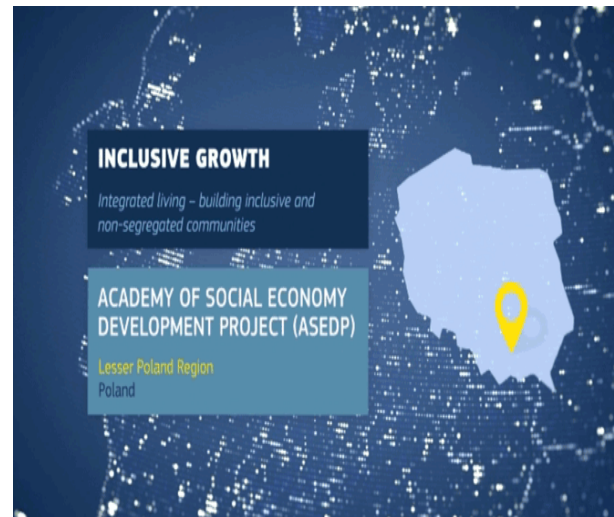 INCLUSIVE GROWTH
Integrated living – building inclusive and
non-segregated communities
ACADEMY OF SOCIAL ECONOMY
DEVELOPMENT PROJECT (ASEDP)
Lesser Poland Region
Poland